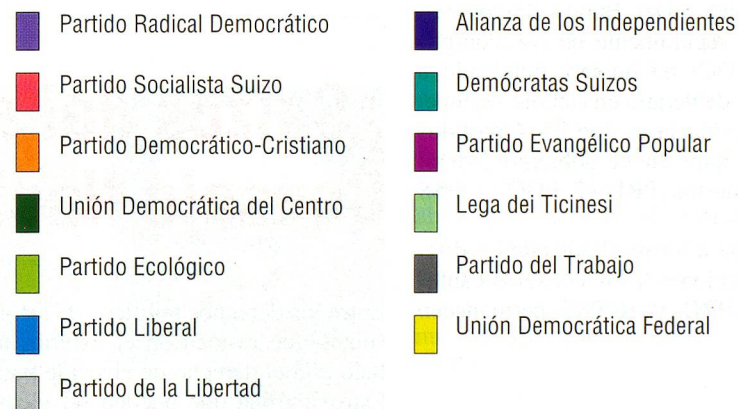 Partido Radical Democrático
Partido Socialista Suizo
Partido Democrático-Cristiano
Unión Democrática del Centro
Partido Ecológico
Partido Liberal
Partido de la Libertad
Alianza de los Independientes
Demócratas Suizos
Partido Evangélico Popular
Lega dei Ticinesi
Partido del Trabajo
Unión Democrática Federal